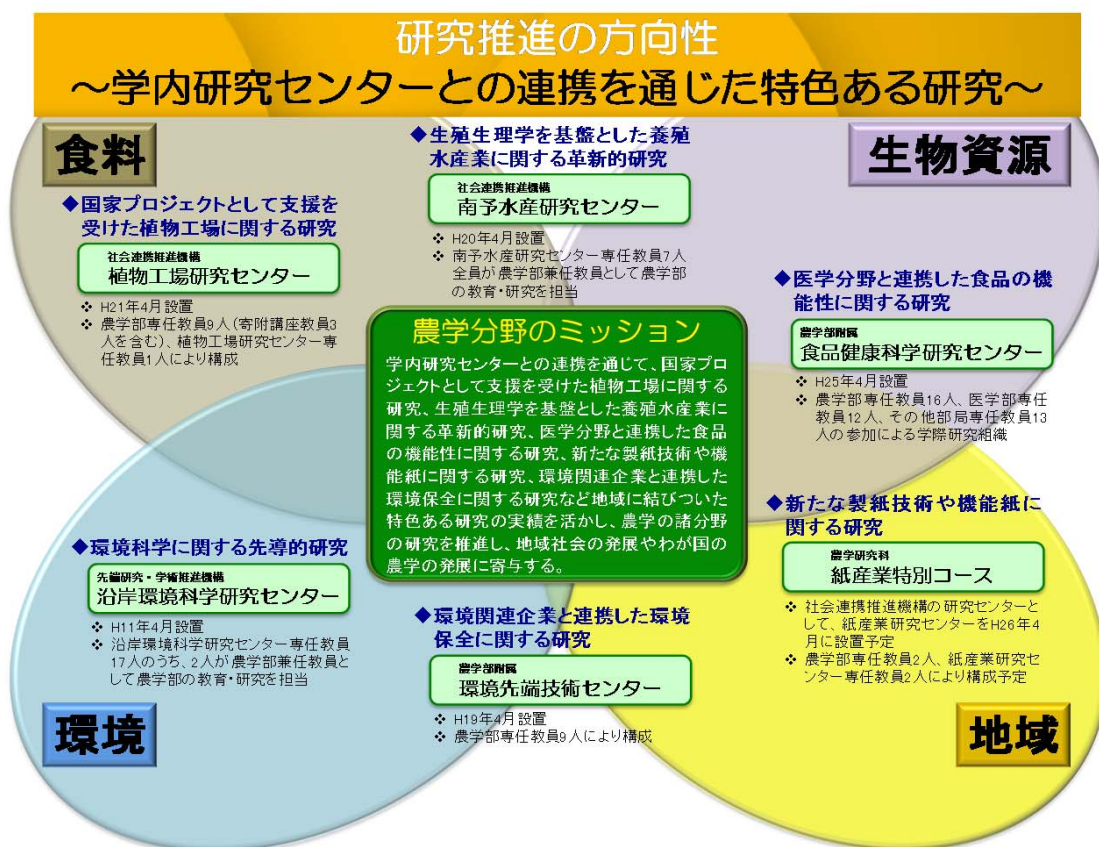 研究推進の方向性
～学内研究センターとの連携を通じた特色ある研究～
食料
◆国家プロジェクトとして支援を
受けた植物工場に関する研究
社会連携推進機構
植物工場研究センター
❖ H21年4月設置
❖ 農学部専任教員9人（寄附講座教員3
人を含む）、植物工場研究センター専
任教員1人により構成
◆生殖生理学を基盤とした養殖
水産業に関する革新的研究
社会連携推進機構
南予水産研究センター
❖ H20年4月設置
❖ 南予水産研究センター専任教員7人
全員が農学部兼任教員として農学部
の教育・研究を担当
生物資源
◆医学分野と連携した食品の機
能性に関する研究
農学部附属
食品健康科学研究センター
❖ H25年4月設置
❖ 農学部専任教員16人、医学部専任
教員12人、その他部局専任教員13
人の参加による学際研究組織
農学分野のミッション
学内研究センターとの連携を通じて、国家プロ
ジェクトとして支援を受けた植物工場に関する
研究、生殖生理学を基盤とした養殖水産業に
関する革新的研究、医学分野と連携した食品
の機能性に関する研究、新たな製紙技術や機
能紙に関する研究、環境関連企業と連携した
環境保全に関する研究など地域に結びついた
特色ある研究の実績を活かし、農学の諸分野
の研究を推進し、地域社会の発展やわが国の
農学の発展に寄与する。
◆環境科学に関する先導的研究
先端研究・学術推進機構
沿岸環境科学研究センター
❖ H11年4月設置
❖ 沿岸環境科学研究センター専任教員
17人のうち、2人が農学部兼任教員と
して農学部の教育・研究を担当
環境
◆環境関連企業と連携した環境
保全に関する研究
農学部附属
環境先端技術センター
❖ H19年4月設置
❖ 農学部専任教員9人により構成
◆新たな製紙技術や機能紙に
関する研究
農学研究科
紙産業特別コース
❖ 社会連携推進機構の研究センターと
して、紙産業研究センターをH26年4
月に設置予定
❖ 農学部専任教員2人、紙産業研究セ
ンター専任教員2人により構成予定
地域